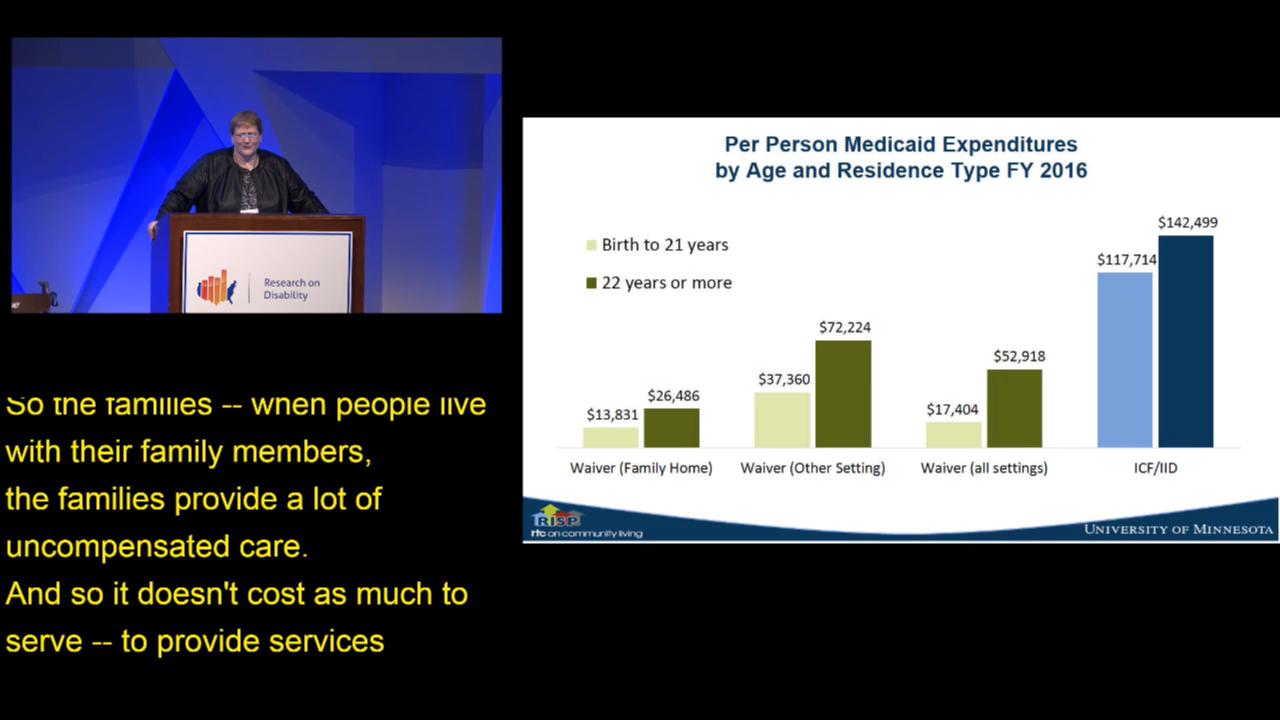 Research on
Disability
So the families -- when people live
with their family members,
the families provide a lot of
uncompensated care.
And so it doesn't cost as much to
serve -- to provide services
Per Person Medicaid Expenditures
by Age and Residence Type FY 2016
Birth to 21 years
22 years or more
$13,831
$26,486
$37,360
$72,224
$17,404
$52,918
$117,714
$142,499
Waiver (Family Home)
Waiver (Other Setting)
Waiver (all settings)
ICF/IID
RISP
rtc on community living
UNIVERSITY OF MINNESOTA